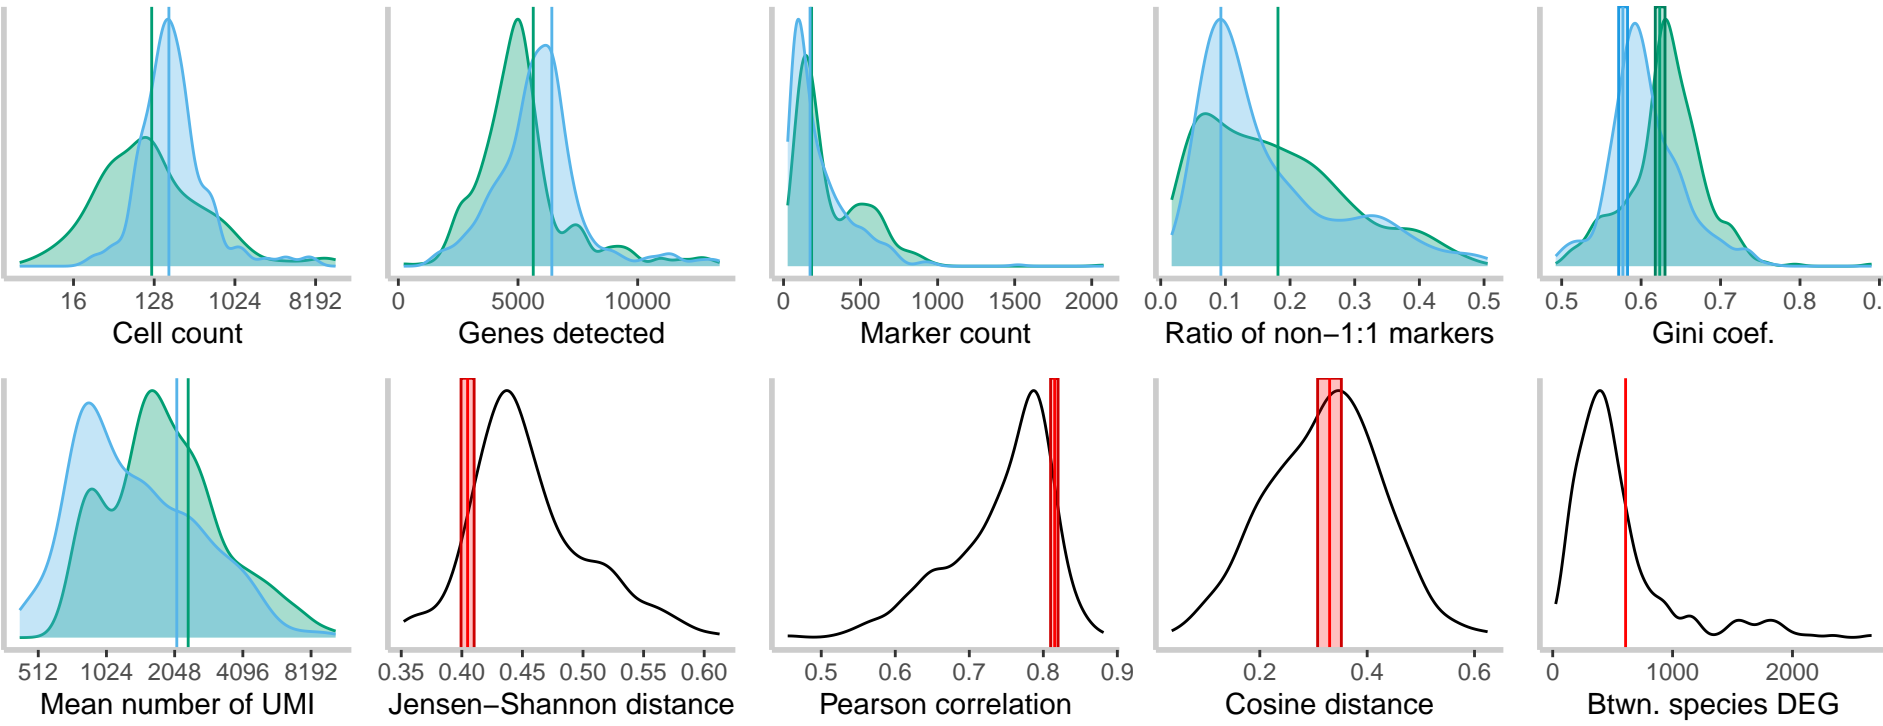 16 128 1024 8192
Cell count
0 5000 10000
Genes detected
0 500 1000 1500 2000
Marker count
0.0 0.1 0.2 0.3 0.4 0.5
Ratio of non−1:1 markers
0.5 0.6 0.7 0.8 0.
Gini coef.
512 1024 2048 4096 8192
Mean number of UMI
0.35 0.40 0.45 0.50 0.55 0.60
Jensen−Shannon distance
0.5 0.6 0.7 0.8 0.9
Pearson correlation
0.2 0.4 0.6
Cosine distance
0 1000 2000
Btwn. species DEG